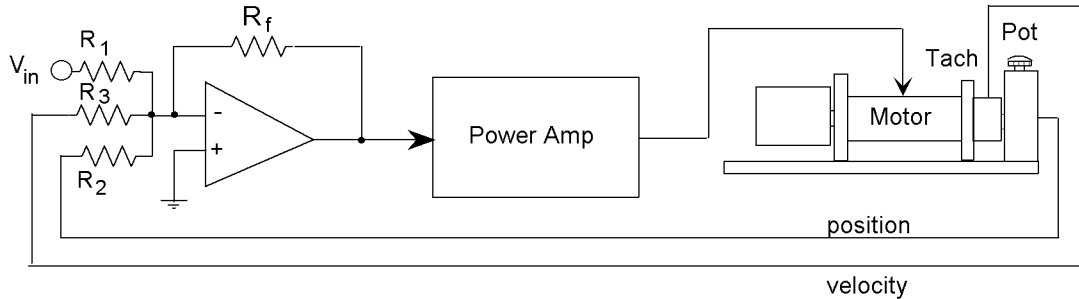 R1
Rf
Vin
R3
R2
-
+
Power Amp
Motor
Tach
Pot
position
velocity